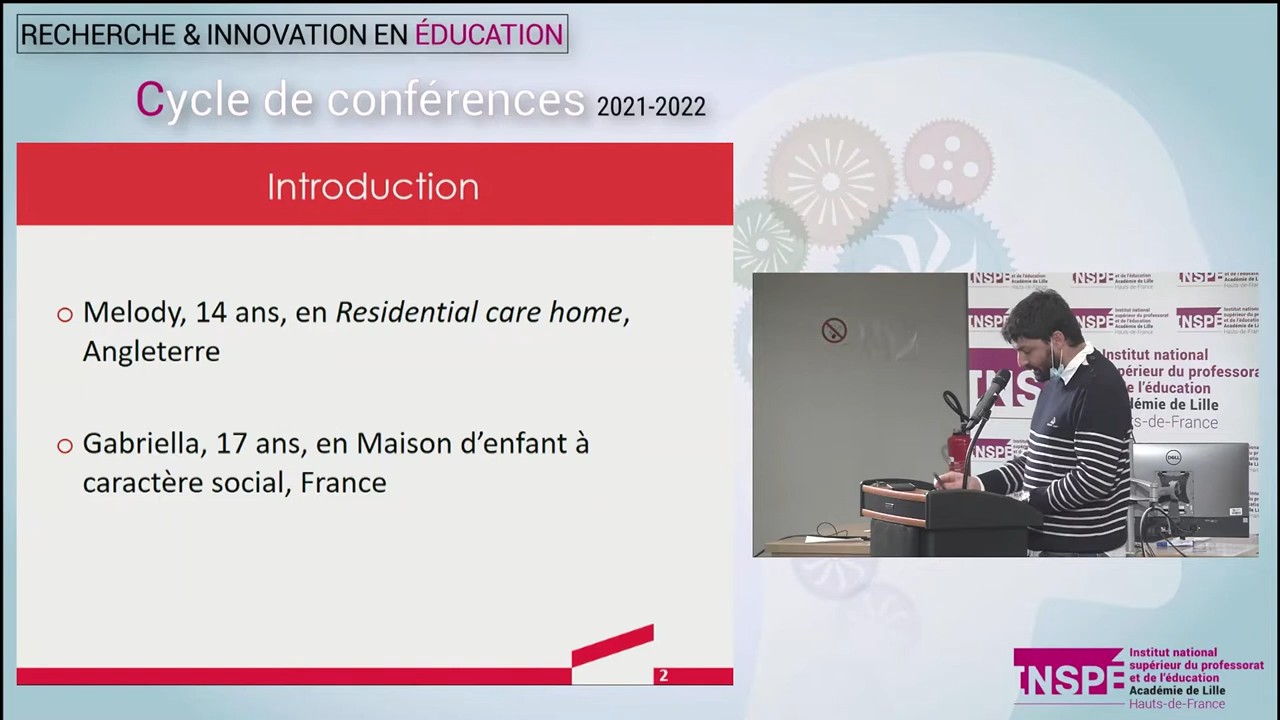 RECHERCHE & INNOVATION EN ÉDUCATION
Cycle de conférences 2021-2022
Introduction
Melody, 14 ans, en Residential care home,
Angleterre
Gabriella, 17 ans, en Maison d’enfant à
caractère social, France
2
Institut national
supérieur du professorat
et de l'éducation
Académie de Lille
Hauts-de-France
INSPÉ
DELL
INSPÉ
Institut national
supérieur du professorat
et de l'éducation
Académie de Lille
Hauts-de-France